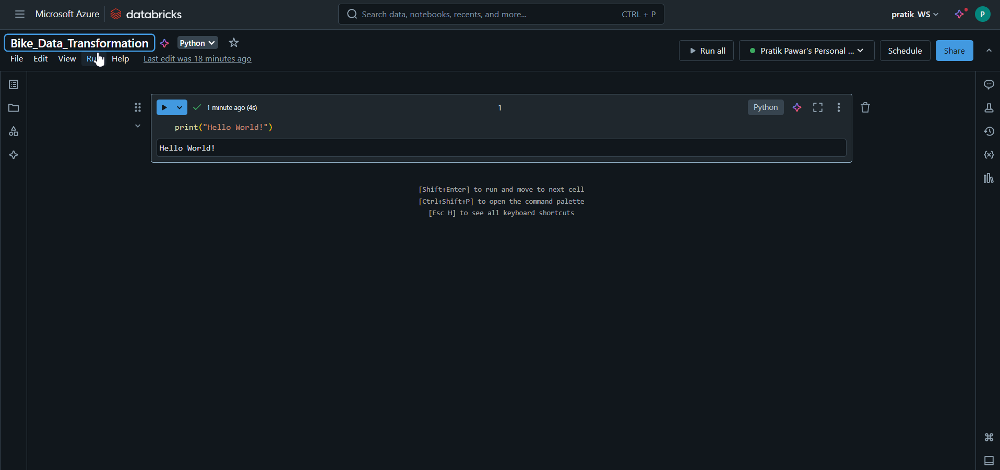 Microsoft Azure databricks
Search data, notebooks, recents, and more... CTRL + P
pratik_WS P
Bike_Data_Transformation Python
File Edit View Help Last edit was 18 minutes ago
Run all Pratik Pawar's Personal ... Schedule Share
1 minute ago (4s) 1 Python
print("Hello World!")
Hello World!
[Shift+Enter] to run and move to next cell
[Ctrl+Shift+P] to open the command palette
[Esc H] to see all keyboard shortcuts